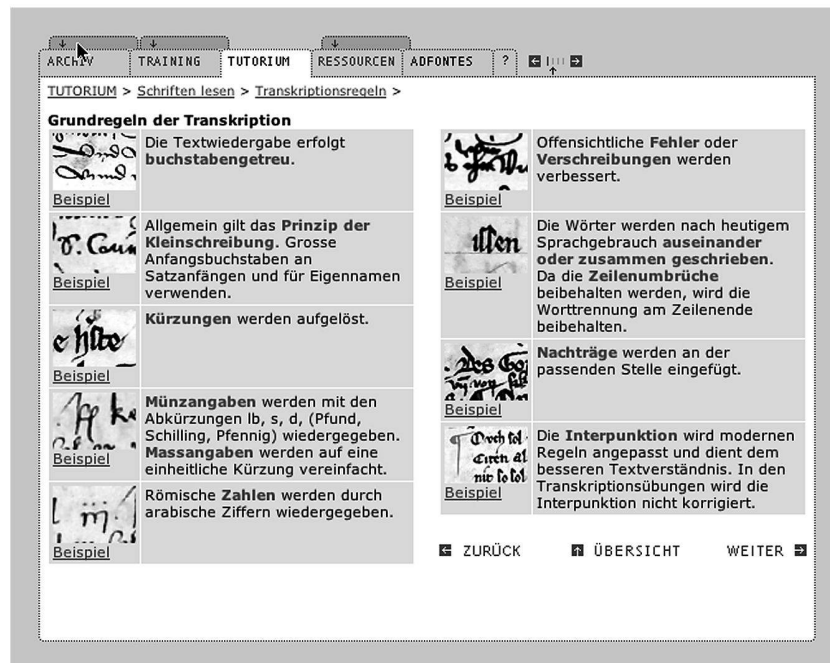 ARCHIV TRAINING TUTORIUM RESSOURCEN ADFONTES ?
TUTORIUM > Schriften lesen > Transkriptionsregeln >
Grundregeln der Transkription
Die Textwiedergabe erfolgt
buchstabengetreu.
Beispiel
Allgemein gilt das Prinzip der
Kleinschreibung. Grosse
Anfangsbuchstaben an
Satzanfängen und für Eigennamen
verwenden.
Beispiel
Kürzungen werden aufgelöst.
Beispiel
Münzangaben werden mit den
Abkürzungen lb, s, d, (Pfund,
Schilling, Pfennig) wiedergegeben.
Massangaben werden auf eine
einheitliche Kürzung vereinfacht.
Beispiel
Römische Zahlen werden durch
arabische Ziffern wiedergegeben.
Beispiel
Offensichtliche Fehler oder
Verschreibungen werden
verbessert.
Beispiel
Die Wörter werden nach heutigem
Sprachgebrauch auseinander
oder zusammen geschrieben.
Da die Zeilenumbrüche
beibehalten werden, wird die
Worttrennung am Zeilenende
beibehalten.
Beispiel
Nachträge werden an der
passenden Stelle eingefügt.
Beispiel
Die Interpunktion wird modernen
Regeln angepasst und dient dem
besseren Textverständnis. In den
Transkriptionsübungen wird die
Interpunktion nicht korrigiert.
Beispiel
ZURÜCK ÜBERSICHT WEITER